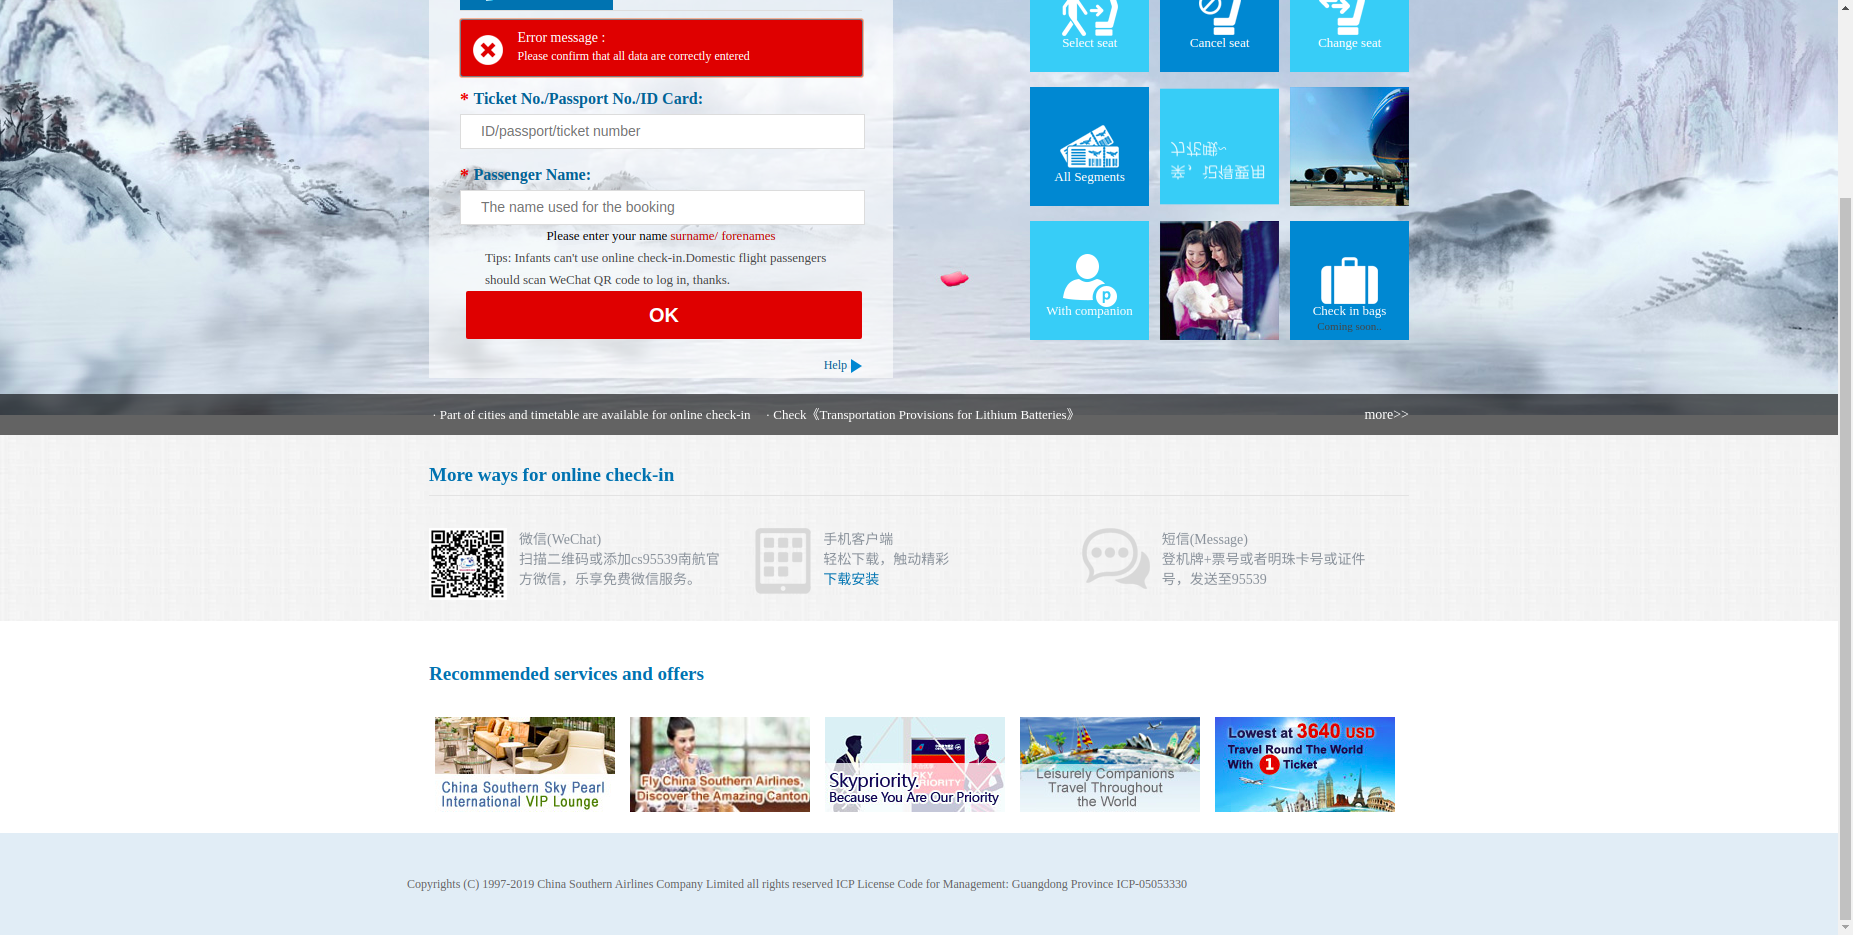 Error message :
Please confirm that all data are correctly entered
* Ticket No./Passport No./ID Card:
ID/passport/ticket number
* Passenger Name:
The name used for the booking
Please enter your name surname/ forenames
Tips: Infants can't use online check-in.Domestic flight passengers
should scan WeChat QR code to log in, thanks.
OK
Help
Select seat
Cancel seat
Change seat
All Segments
亲，记得要用
力花哦~
With companion
Check in bags
Coming soon..
· Part of cities and timetable are available for online check-in
· Check《Transportation Provisions for Lithium Batteries》
more>>
More ways for online check-in
微信(WeChat)
扫描二维码或添加cs95539南航官
方微信，乐享免费微信服务。
手机客户端
轻松下载，触动精彩
下载安装
短信(Message)
登机牌+票号或者明珠卡号或证件
号，发送至95539
Recommended services and offers
China Southern Sky Pearl
International VIP Lounge
Fly China Southern Airlines,
Discover the Amazing Canton
SKY
PRIORITY
Skypriority.
Because You Are Our Priority
Leisurely Companions
Travel Throughout
the World
Lowest at 3640 USD
Travel Round The World
With 1 Ticket
Copyrights (C) 1997-2019 China Southern Airlines Company Limited all rights reserved ICP License Code for Management: Guangdong Province ICP-05053330